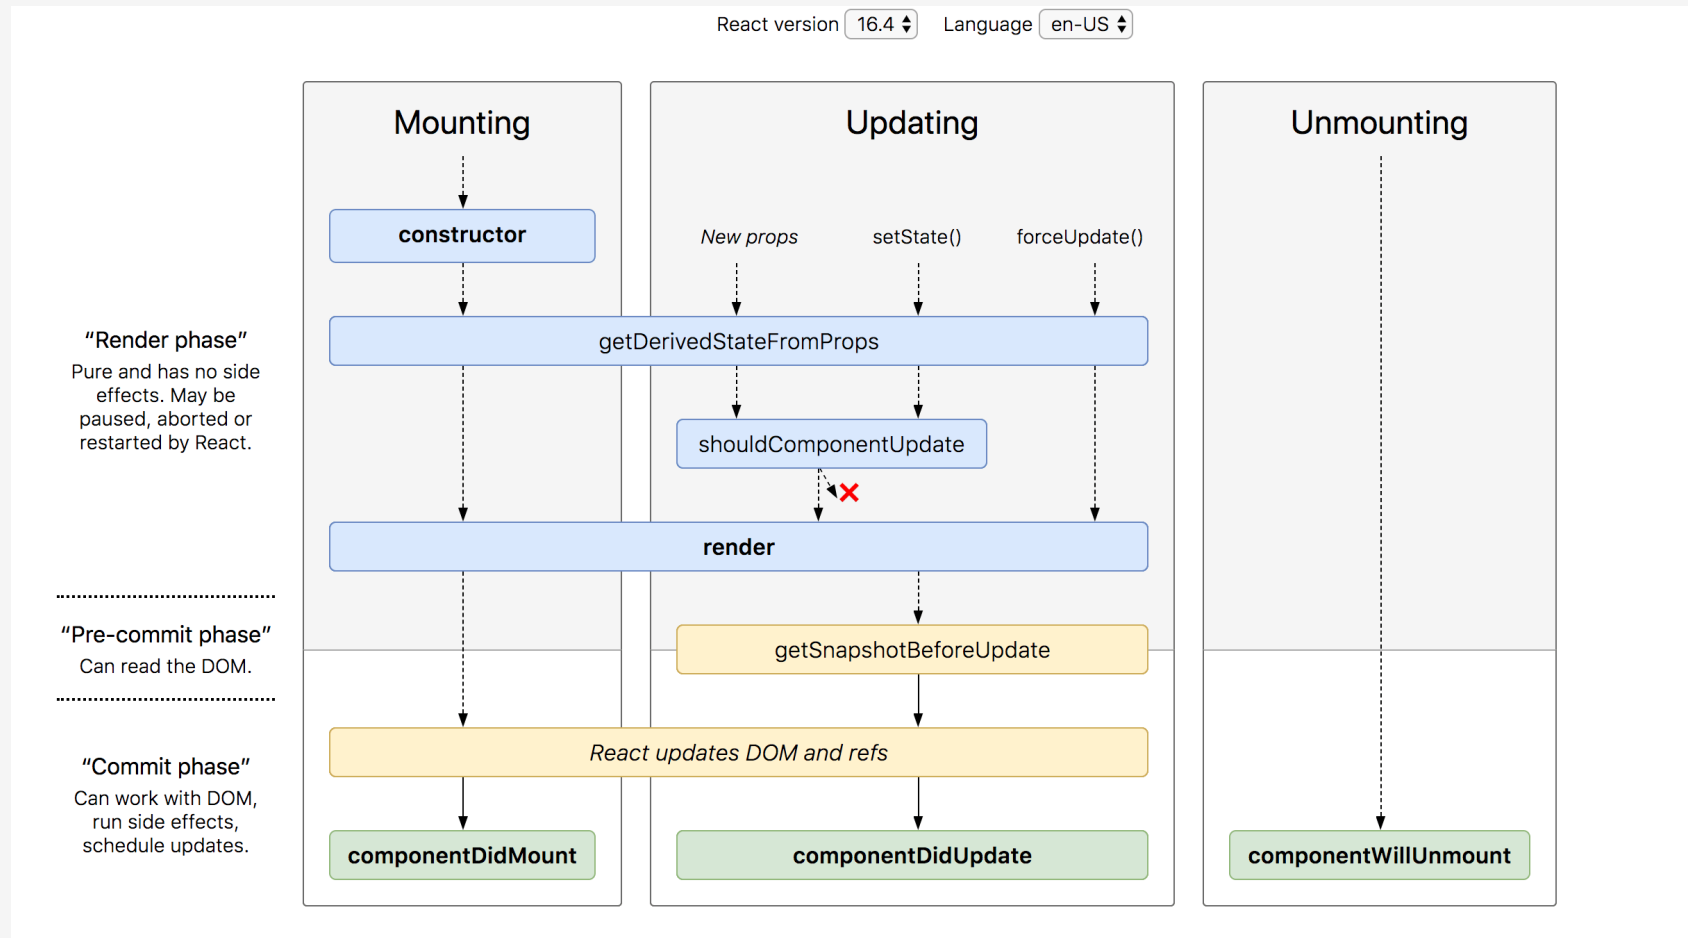 React version 16.4 Language en-US
Mounting
Updating
Unmounting
constructor
New props
setState()
forceUpdate()
“Render phase”
Pure and has no side
effects. May be
paused, aborted or
restarted by React.
getDerivedStateFromProps
shouldComponentUpdate
render
“Pre-commit phase”
Can read the DOM.
getSnapshotBeforeUpdate
React updates DOM and refs
“Commit phase”
Can work with DOM,
run side effects,
schedule updates.
componentDidMount
componentDidUpdate
componentWillUnmount